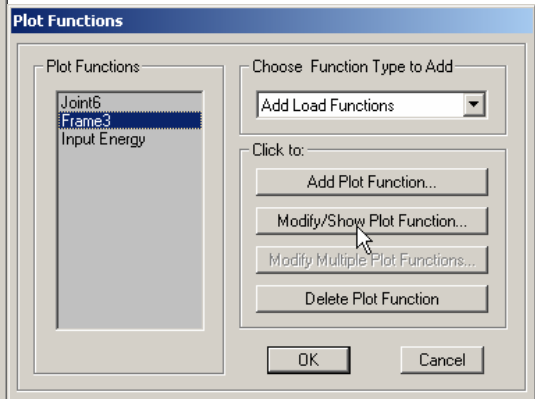 Plot Functions
Plot Functions
Joint6
Frame3
Input Energy
Choose  Function Type to Add
Add Load Functions
Click to:
Add Plot Function...
Modify/Show Plot Function...
Modify Multiple Plot Functions...
Delete Plot Function
OK
Cancel